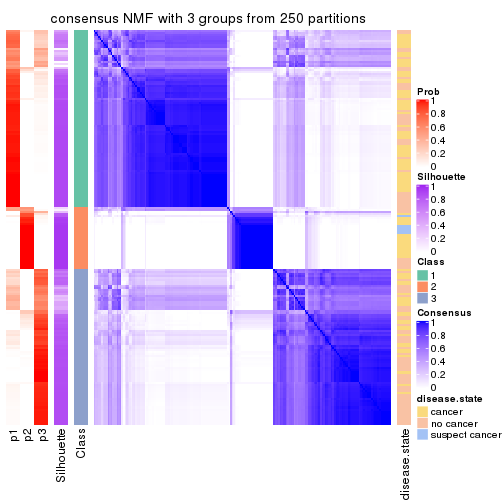 consensus NMF with 3 groups from 250 partitions
Prob
1
0.8
0.6
0.4
0.2
0
Silhouette
1
0.8
0.6
0.4
0.2
0
Class
1
2
3
Consensus
1
0.8
0.6
0.4
0.2
0
disease.state
cancer
no cancer
suspect cancer
p1
p2
p3
Silhouette
Class
disease.state